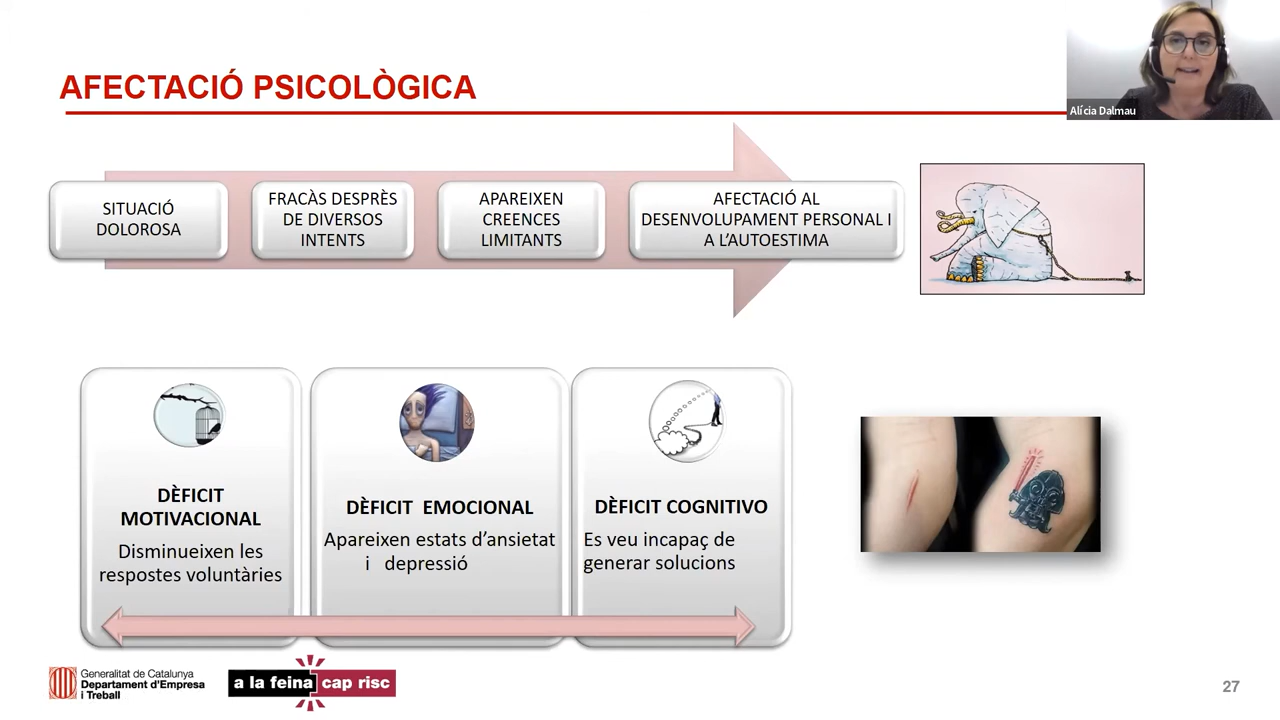 AFECTACIÓ PSICOLÒGICA
Alícia Dalmau
SITUACIÓ
DOLOROSA
FRACÀS DESPRÈS
DE DIVERSOS
INTENTS
APAREIXEN
CREENCES
LIMITANTS
AFECTACIÓ AL
DESENVOLUPAMENT PERSONAL I
A L'AUTOESTIMA
DÈFICIT
MOTIVACIONAL
Disminueixen les
respostes voluntàries
DÈFICIT EMOCIONAL
Apareixen estats d'ansietat
i depressió
DÈFICIT COGNITIVO
Es veu incapaç de
generar solucions
Generalitat de Catalunya
Departament d'Empresa
i Treball
a la feina cap risc
27